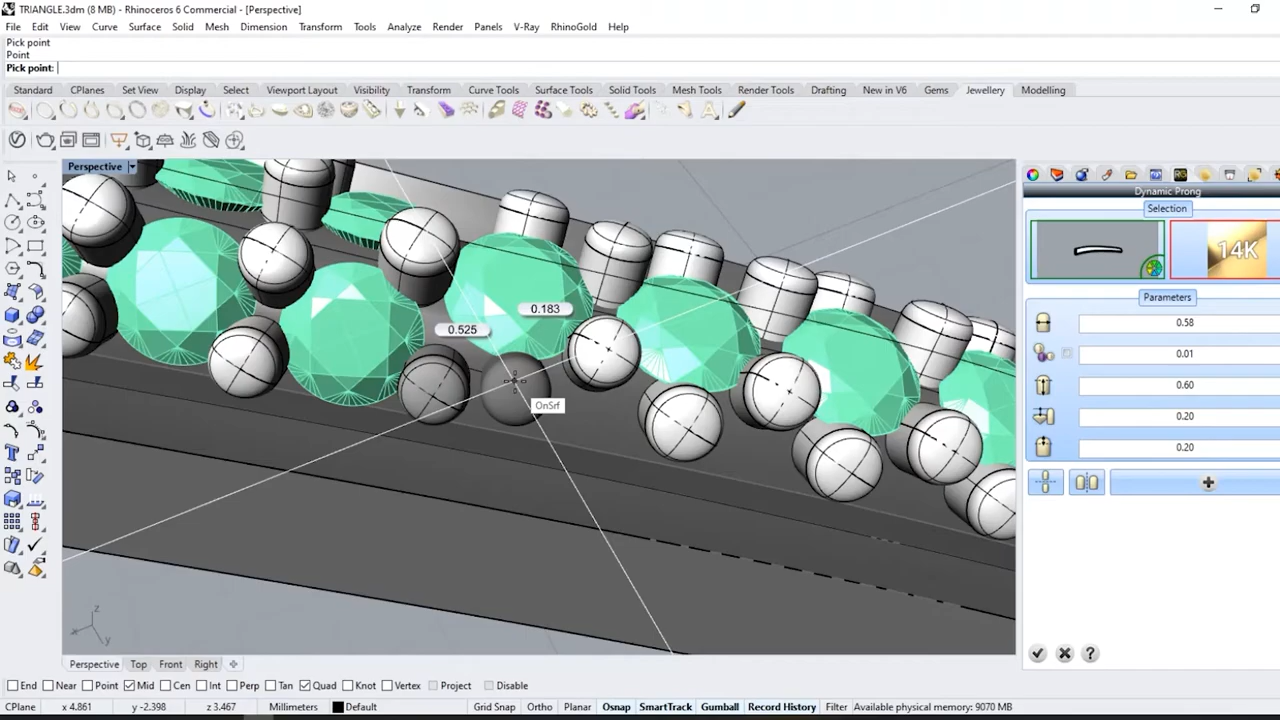 TRIANGLE.3dm (8 MB) - Rhinoceros 6 Commercial - [Perspective]
File Edit View Curve Surface Solid Mesh Dimension Transform Tools Analyze Render Panels V-Ray RhinoGold Help
Pick point
Point
Pick point:
Standard CPlanes Set View Display Select Viewport Layout Visibility Transform Curve Tools Surface Tools Solid Tools Mesh Tools Render Tools Drafting New in V6 Gems Jewellery Modelling
Perspective
Dynamic Prong
Selection
14K
Parameters
0.58
0.01
0.60
0.20
0.20
0.183
0.525
OnSrf
z
x
y
Perspective Top Front Right
End Near Point Mid Cen Int Perp Tan Quad Knot Vertex Project Disable
CPlane x 4.861 y -2.398 z 3.467 Millimeters Default Grid Snap Ortho Planar Osnap SmartTrack Gumball Record History Filter Available physical memory: 9070 MB